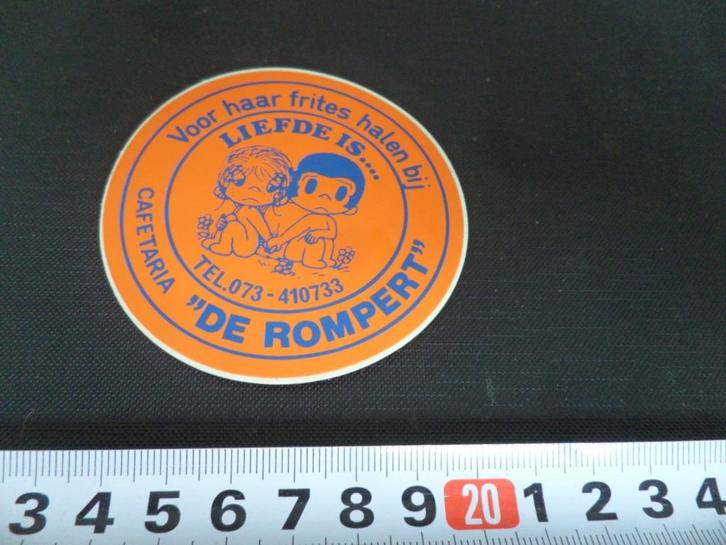 Voor haar frites halen bij
LIEFDE IS....
CAFETARIA
TEL.073-410733
"DE ROMPERT"
3 4 5 6 7 8 9 20 1 2 3 4